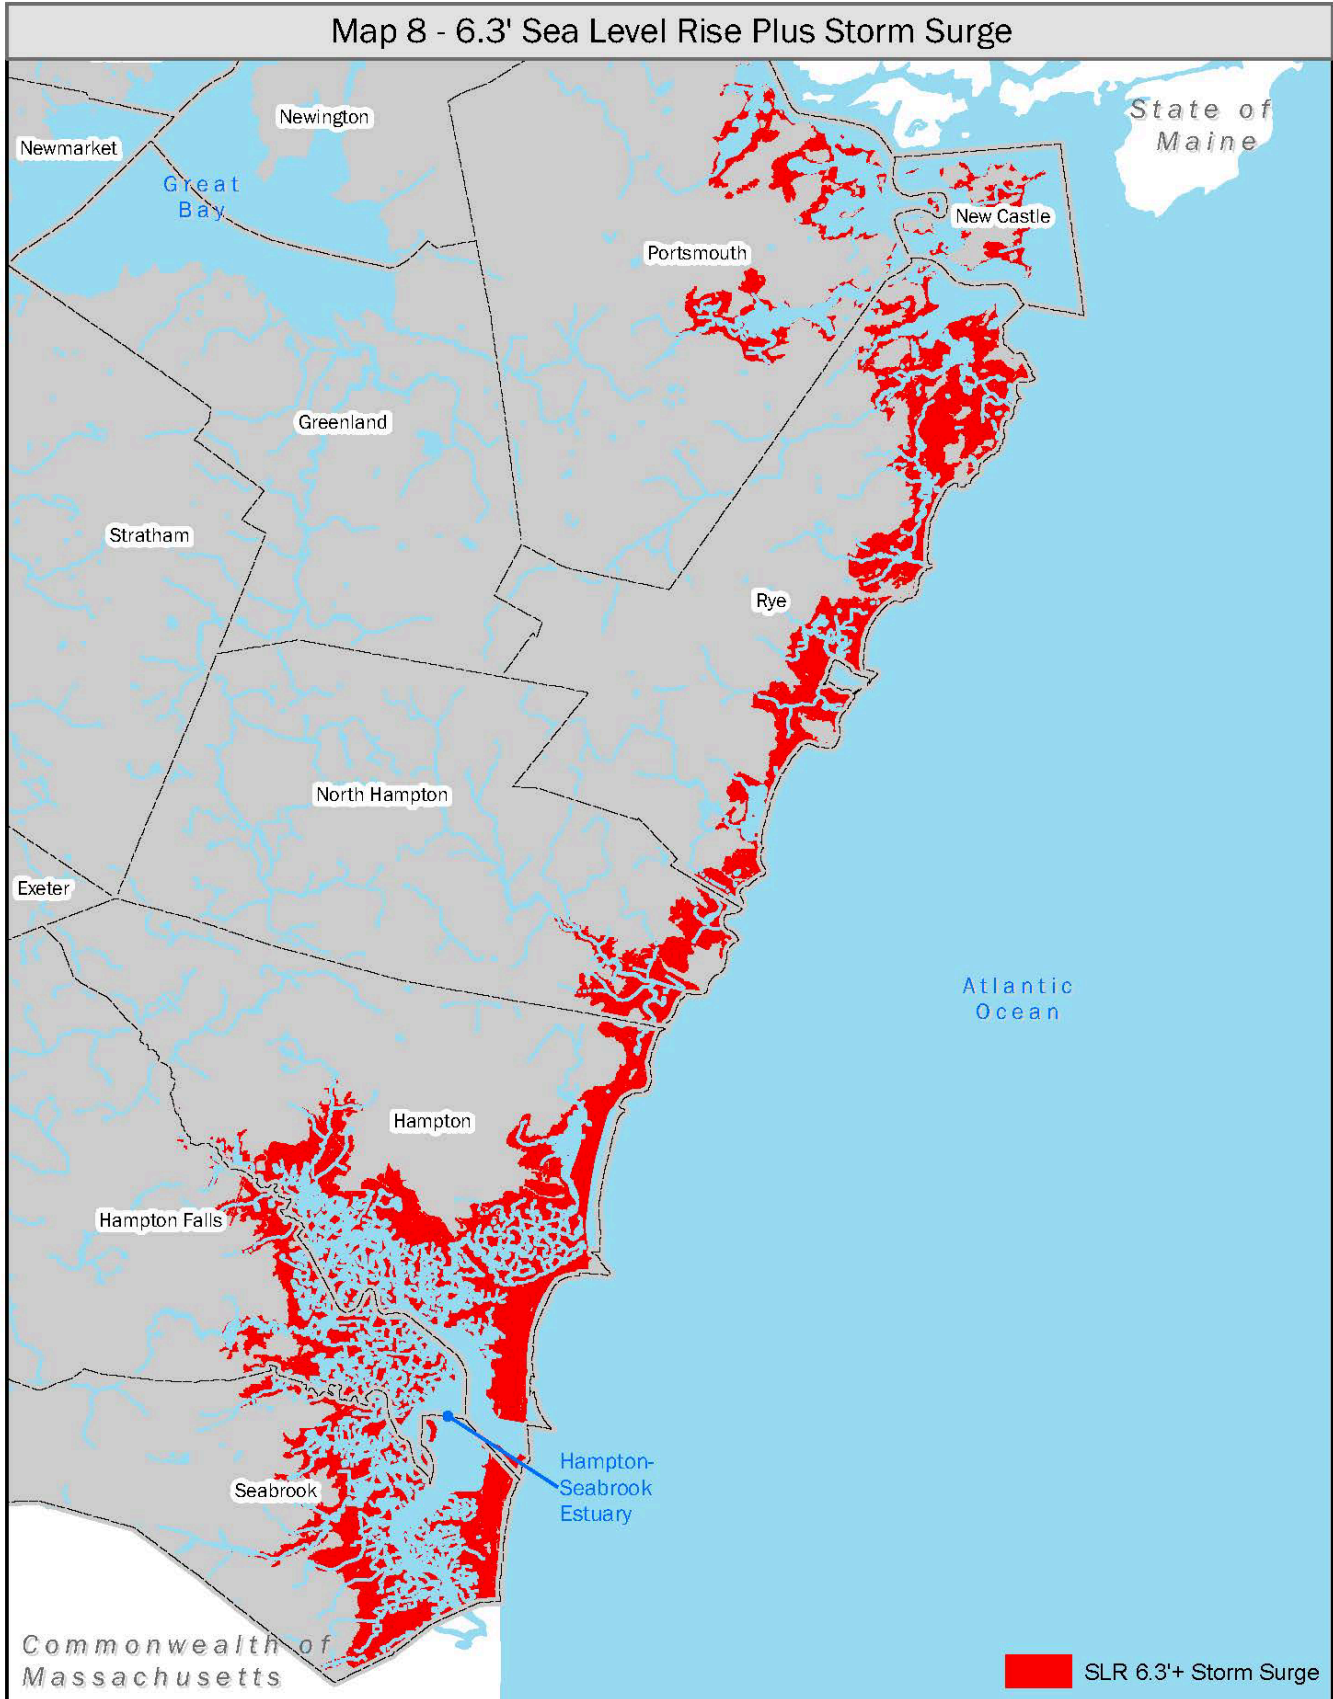 Map 8 - 6.3' Sea Level Rise Plus Storm Surge
State of
Maine
Newington
Newmarket
Great
Bay
New Castle
Portsmouth
Greenland
Stratham
Rye
North Hampton
Exeter
Atlantic
Ocean
Hampton
Hampton Falls
Hampton-
Seabrook
Estuary
Seabrook
Commonwealth of
Massachusetts
SLR 6.3'+ Storm Surge